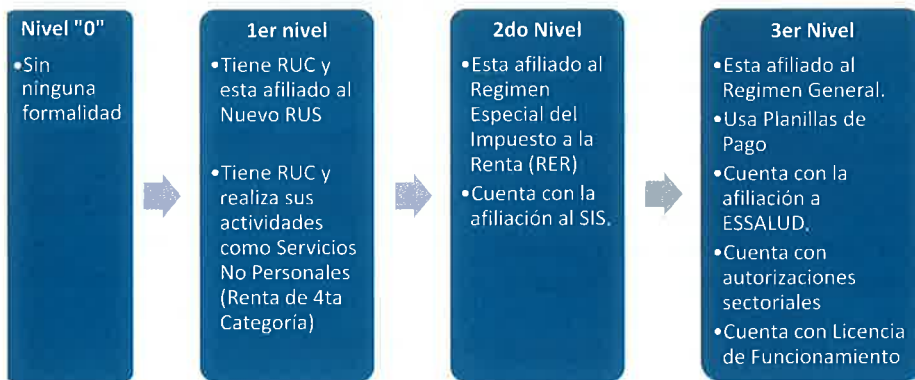 Nivel "0"
•Sin
ninguna
formalidad
1er nivel
•Tiene RUC y
esta afiliado al
Nuevo RUS
•Tiene RUC y
realiza sus
actividades
como Servicios
No Personales
(Renta de 4ta
Categoría)
2do Nivel
•Esta afiliado al
Regimen
Especial del
Impuesto a la
Renta (RER)
•Cuenta con la
afiliación al SIS.
3er Nivel
•Esta afiliado al
Regimen General.
•Usa Planillas de
Pago
•Cuenta con la
afiliación a
ESSALUD.
•Cuenta con
autorizaciones
sectoriales
•Cuenta con Licencia
de Funcionamiento